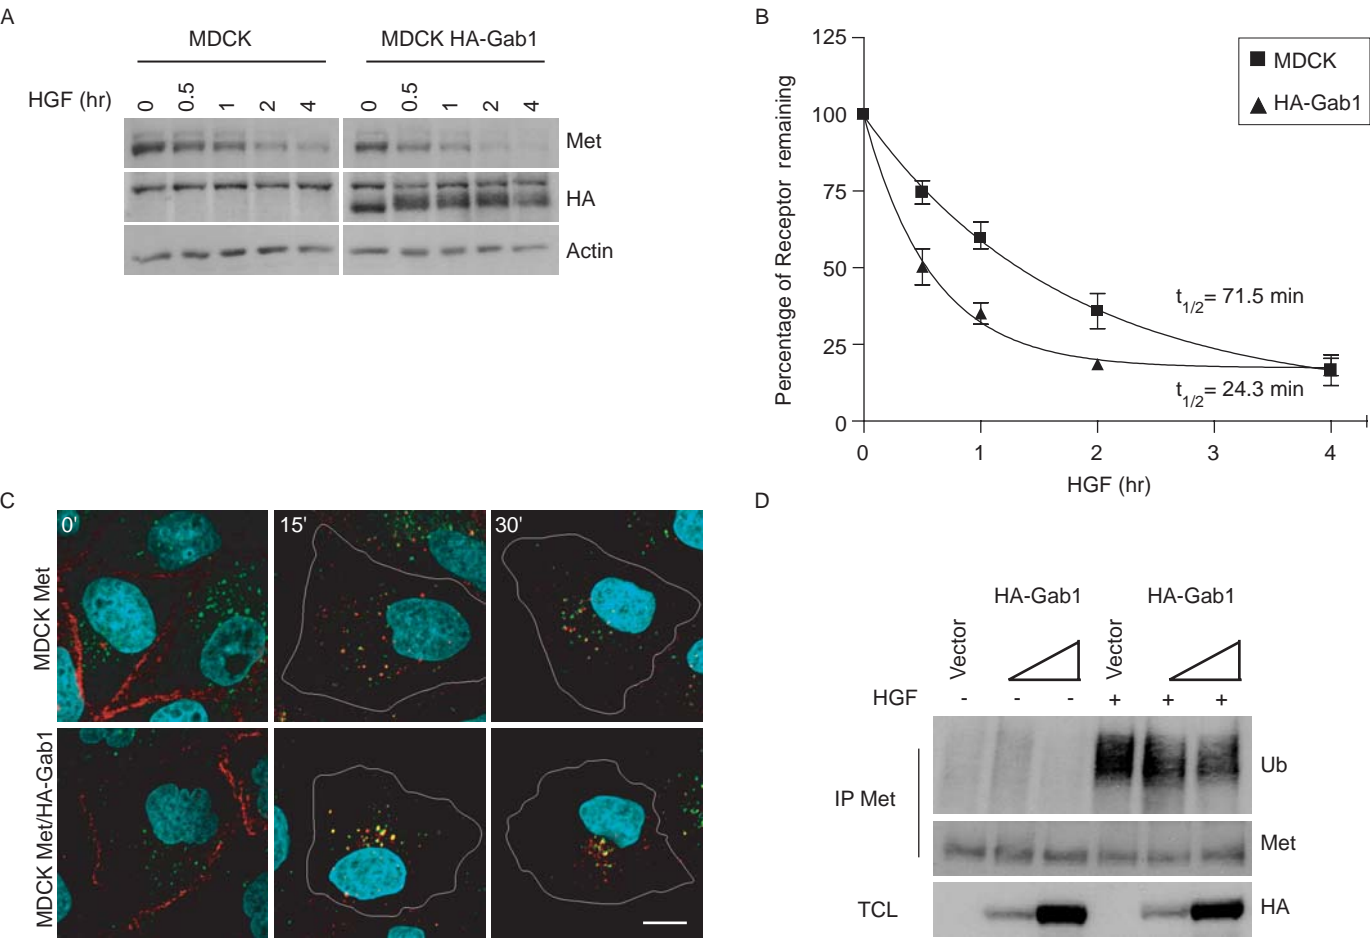 A
MDCK
MDCK HA-Gab1
HGF (hr)
0 0.5 1 2 4 0 0.5 1 2 4
Met
HA
Actin
B
Percentage of Receptor remaining
125
100
75
50
25
0
0 1 2 3 4
HGF (hr)
MDCK
HA-Gab1
t1/2= 71.5 min
t1/2= 24.3 min
C
0' 15' 30'
MDCK Met
MDCK Met/HA-Gab1
D
HA-Gab1 HA-Gab1
Vector Vector
HGF - - - + + +
IP Met
Ub
Met
TCL
HA